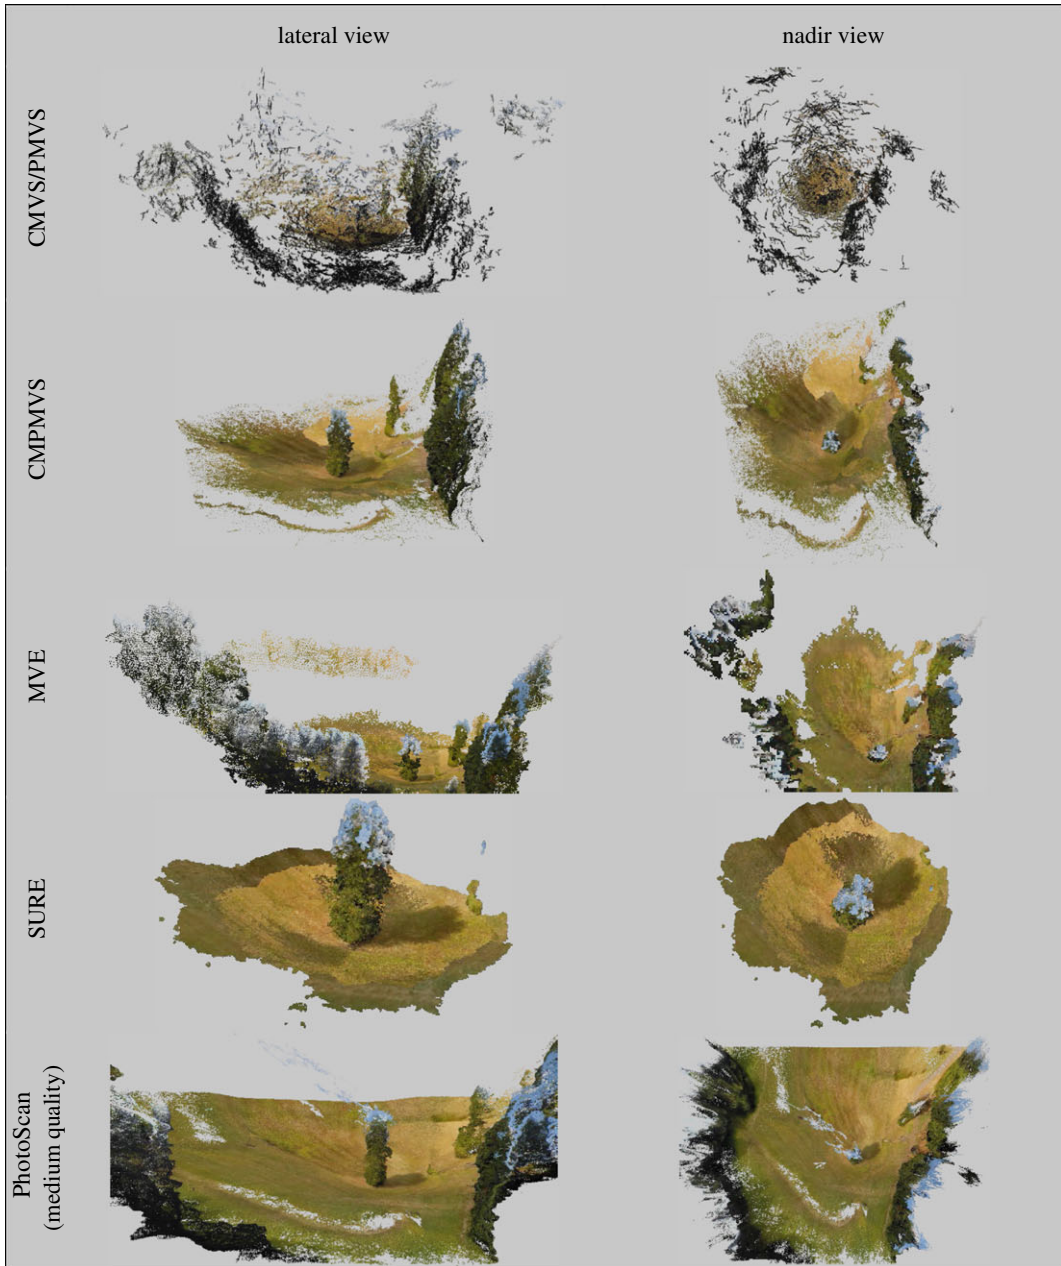 lateral view
nadir view
CMVS/PMVS
CMPMVS
MVE
SURE
PhotoScan
(medium quality)